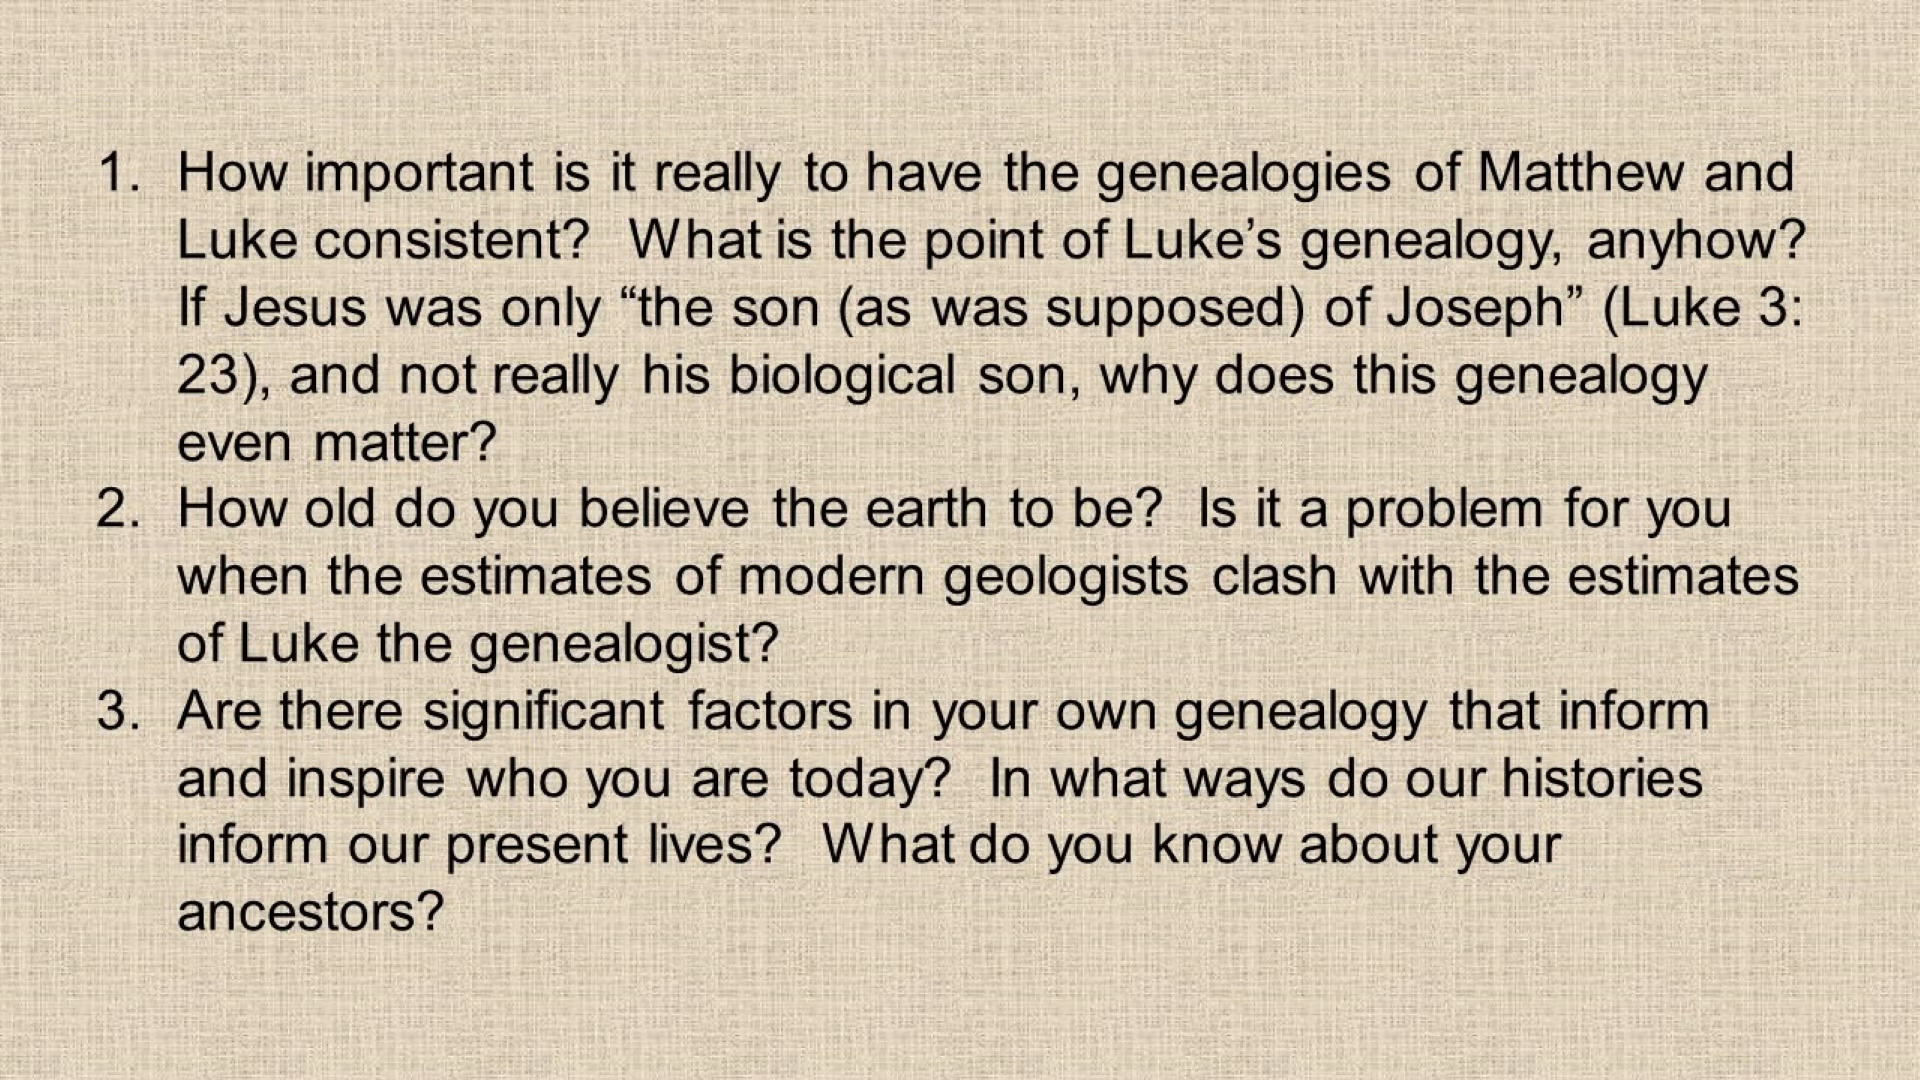 1. How important is it really to have the genealogies of Matthew and
Luke consistent?  What is the point of Luke’s genealogy, anyhow?
If Jesus was only “the son (as was supposed) of Joseph” (Luke 3:
23), and not really his biological son, why does this genealogy
even matter?
2. How old do you believe the earth to be?  Is it a problem for you
when the estimates of modern geologists clash with the estimates
of Luke the genealogist?
3. Are there significant factors in your own genealogy that inform
and inspire who you are today?  In what ways do our histories
inform our present lives?  What do you know about your
ancestors?